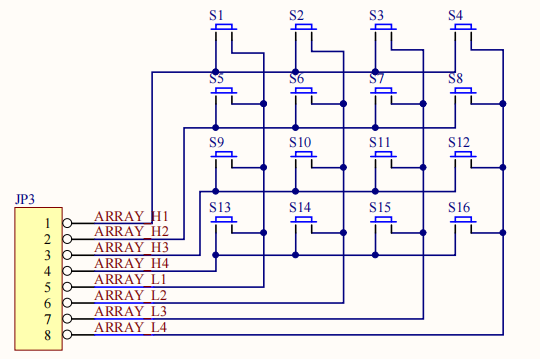 S1 S2 S3 S4
S5 S6 S7 S8
S9 S10 S11 S12
JP3
S13 S14 S15 S16
1 ARRAY_H1
2 ARRAY_H2
3 ARRAY_H3
4 ARRAY_H4
5 ARRAY_L1
6 ARRAY_L2
7 ARRAY_L3
8 ARRAY_L4